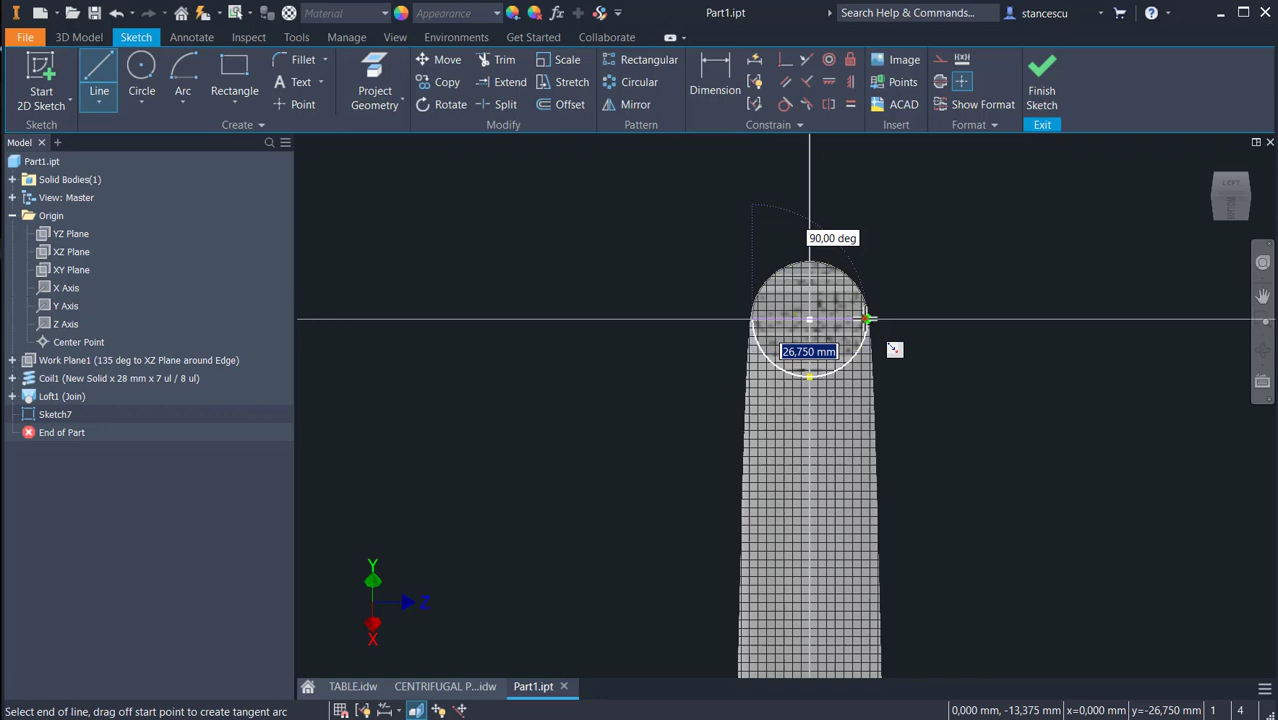 Material
Appearance
Part1.ipt
Search Help & Commands...
stancescu
File
3D Model
Sketch
Annotate
Inspect
Tools
Manage
View
Environments
Get Started
Collaborate
Start
2D Sketch
Line
Circle
Arc
Rectangle
Fillet
Text
Point
Project
Geometry
Move
Copy
Rotate
Trim
Extend
Split
Scale
Stretch
Offset
Rectangular
Circular
Mirror
Dimension
Image
Points
ACAD
Show Format
Finish
Sketch
Sketch
Create
Modify
Pattern
Constrain
Insert
Format
Exit
Model
Part1.ipt
Solid Bodies(1)
View: Master
Origin
YZ Plane
XZ Plane
XY Plane
X Axis
Y Axis
Z Axis
Center Point
Work Plane1 (135 deg to XZ Plane around Edge)
Coil1 (New Solid x 28 mm x 7 ul / 8 ul)
Loft1 (Join)
Sketch7
End of Part
LEFT
90,00 deg
26,750 mm
Y
Z
X
TABLE.idw
CENTRIFUGAL P...idw
Part1.ipt
Select end of line, drag off start point to create tangent arc
0,000 mm, -13,375 mm
x=0,000 mm
y=-26,750 mm
1
4